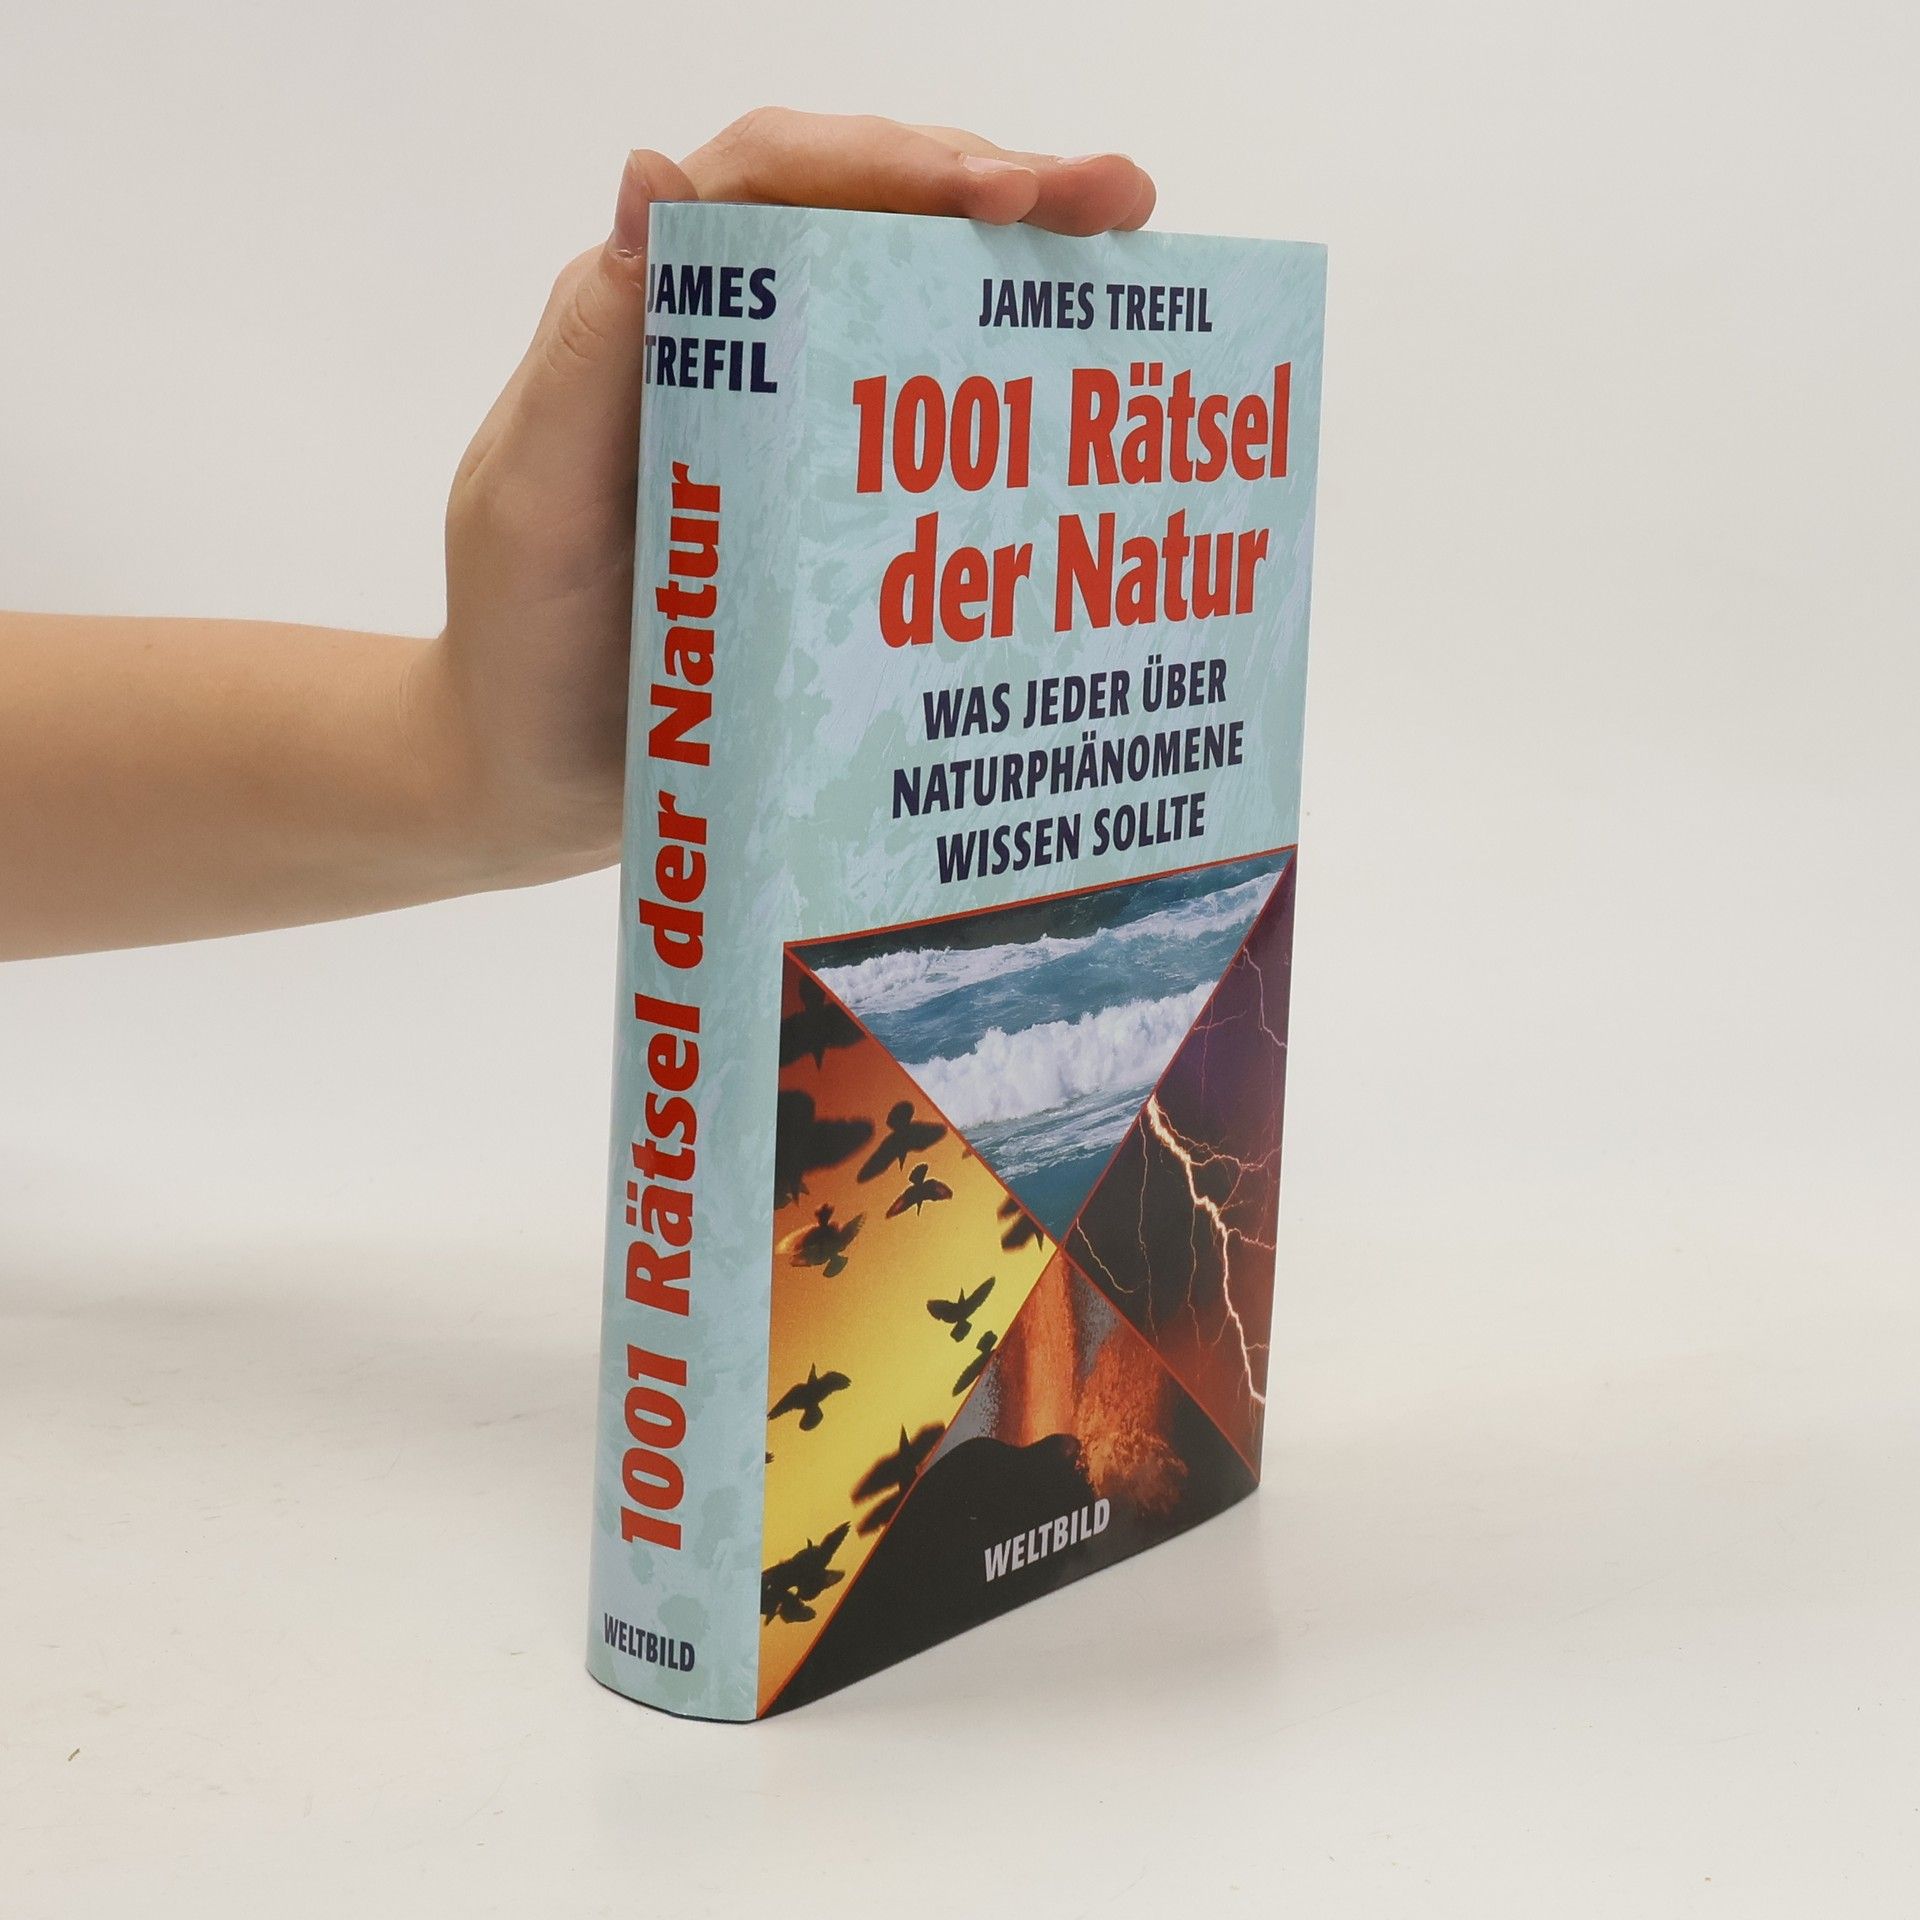 JAMES
TREFIL
1001 Rätsel der Natur
WELTBILD
JAMES TREFIL
1001 Rätsel
der Natur
WAS JEDER ÜBER
NATURPHÄNOMENE
WISSEN SOLLTE
WELTBILD